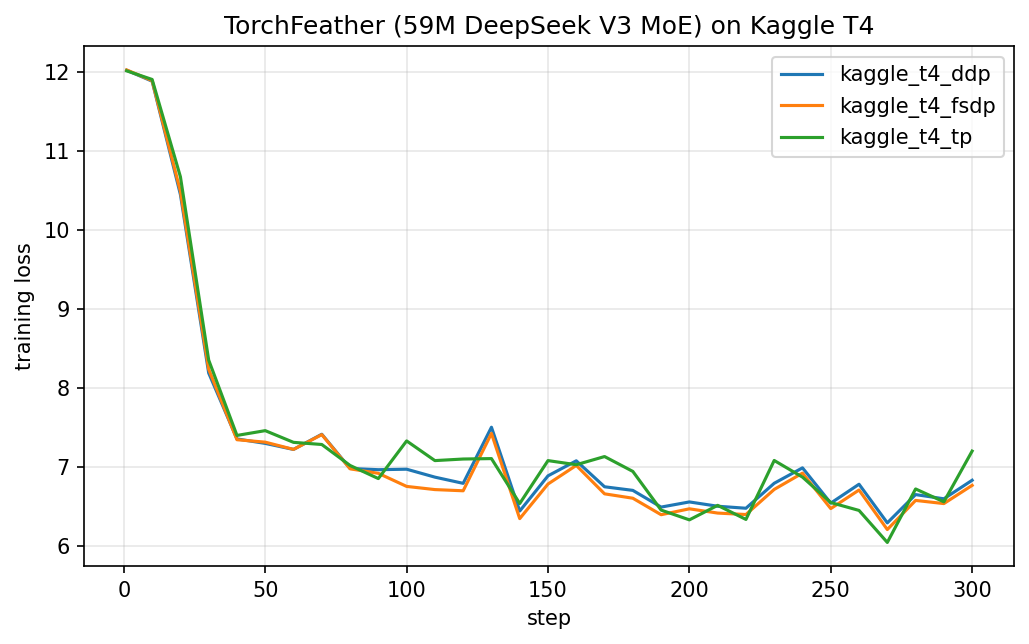 TorchFeather (59M DeepSeek V3 MoE) on Kaggle T4
kaggle_t4_ddp
kaggle_t4_fsdp
kaggle_t4_tp
training loss
12
11
10
9
8
7
6
0 50 100 150 200 250 300
step